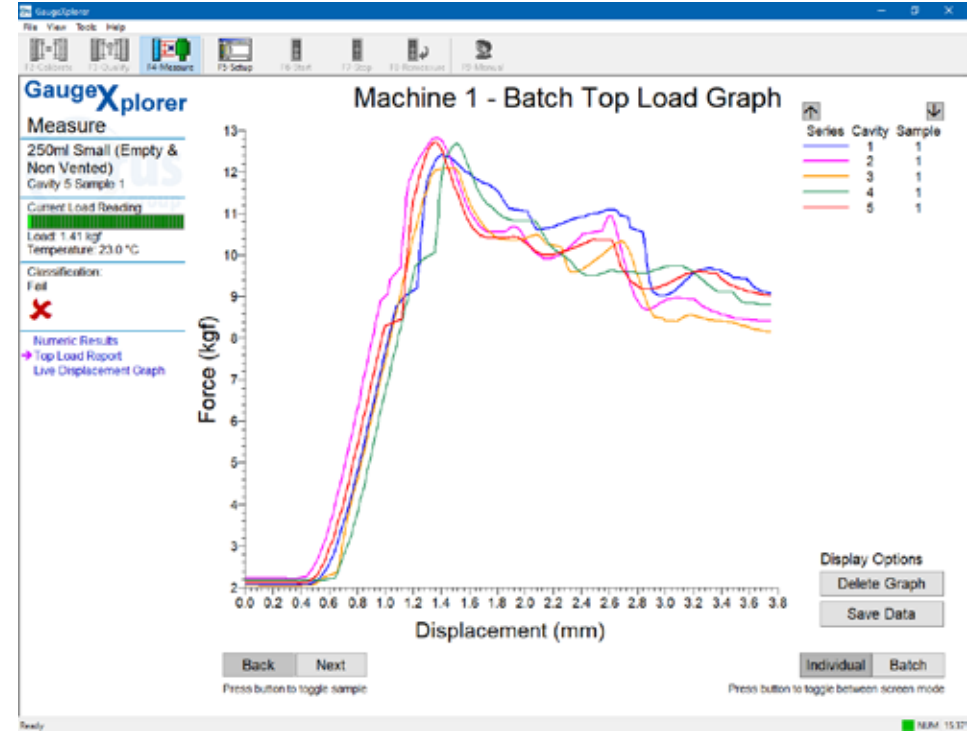 GaugeXplorer
File View Tools Help
F2-Calibrate F3-Qualify F4-Measure F5-Setup F6-Start F7-Stop F8-Remeasure F9-Manual
GaugeXplorer
Measure
250ml Small (Empty &
Non Vented)
Cavity 5 Sample 1
Current Load Reading
Load: 1.41 kgf
Temperature: 23.0 °C
Classification:
Fail
Numeric Results
Top Load Report
Live Displacement Graph
Machine 1 - Batch Top Load Graph
Series Cavity Sample
1 1
2 1
3 1
4 1
5 1
Force (kgf)
13
12
11
10
9
8
7
6
5
4
3
2
0.0 0.2 0.4 0.6 0.8 1.0 1.2 1.4 1.6 1.8 2.0 2.2 2.4 2.6 2.8 3.0 3.2 3.4 3.6 3.8
Displacement (mm)
Display Options
Delete Graph
Save Data
Back Next
Press button to toggle sample
Individual Batch
Press button to toggle between screen mode
Ready
NUM